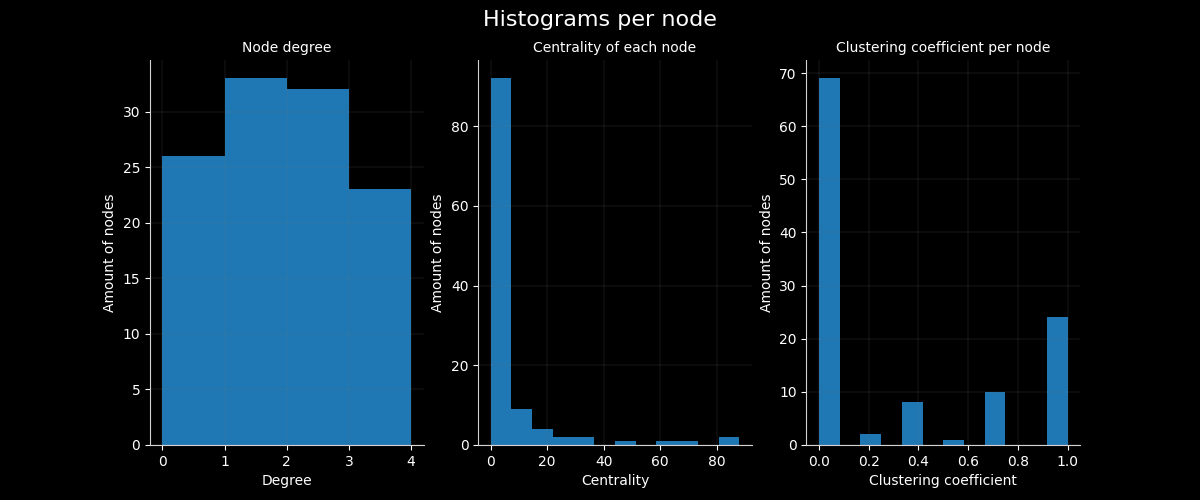 Histograms per node
Node degree
Amount of nodes
30
25
20
15
10
5
0
0 1 2 3 4
Degree
Centrality of each node
Amount of nodes
80
60
40
20
0
0 20 40 60 80
Centrality
Clustering coefficient per node
Amount of nodes
70
60
50
40
30
20
10
0
0.0 0.2 0.4 0.6 0.8 1.0
Clustering coefficient